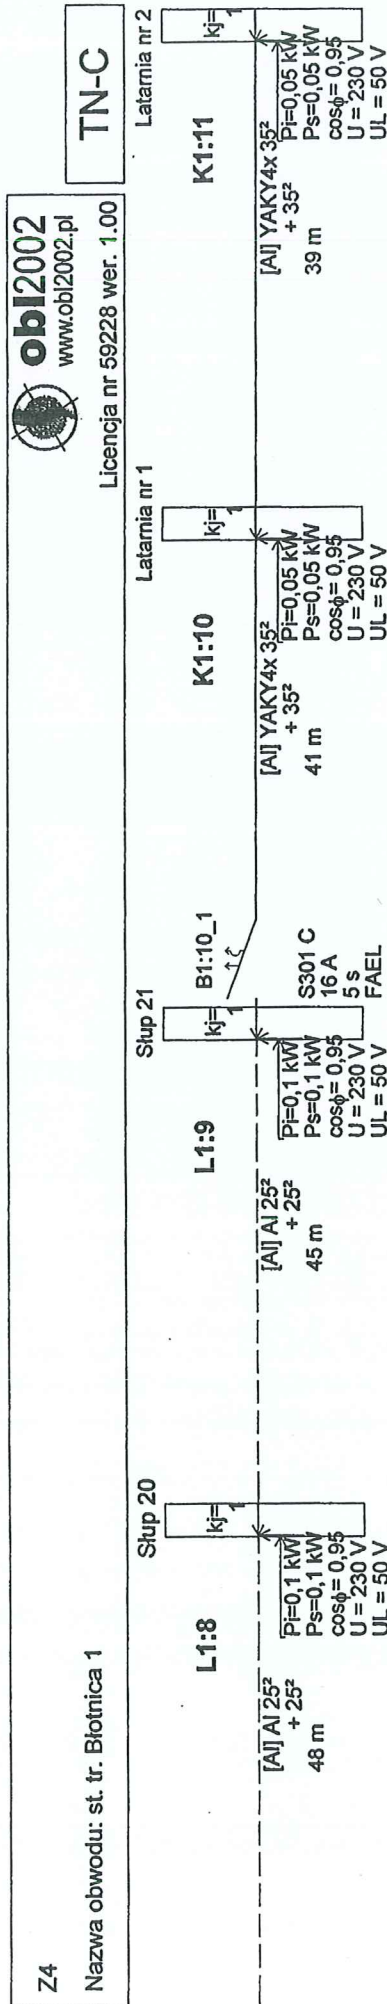 Z4
Nazwa obwodu: st. tr. Błotnica 1
obl2002
www.obl2002.pl
Licencja nr 59228 wer. 1.00
TN-C
Słup 20
kj=
1
L1:8
[Al] Al 25²
+ 25²
48 m
Pi=0,1 kW
Ps=0,1 kW
cosϕ= 0,95
U = 230 V
UL = 50 V
Słup 21
kj=
1
L1:9
[Al] Al 25²
+ 25²
45 m
Pi=0,1 kW
Ps=0,1 kW
cosϕ= 0,95
U = 230 V
UL = 50 V
B1:10_1
S301 C
16 A
5 s
FAEL
Latarnia nr 1
kj=
1
K1:10
[Al] YAKY4x 35²
+ 35²
41 m
Pi=0,05 kW
Ps=0,05 kW
cosϕ= 0,95
U = 230 V
UL = 50 V
Latarnia nr 2
kj=
1
K1:11
[Al] YAKY4x 35²
+ 35²
39 m
Pi=0,05 kW
Ps=0,05 kW
cosϕ= 0,95
U = 230 V
UL = 50 V